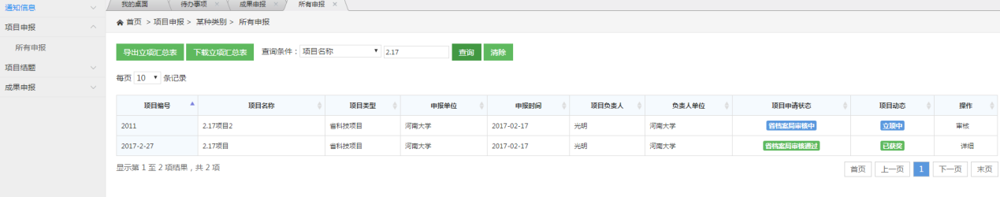 通知信息
项目申报
所有申报
项目结题
成果申报
我的桌面 待办事项 × 成果申报 × 所有申报 ×
首页 > 项目申报 > 某种类别 > 所有申报
导出立项汇总表 下载立项汇总表 查询条件：项目名称 2.17 查询 清除
每页 10 条记录
项目编号 项目名称 项目类型 申报单位 申报时间 项目负责人 负责人单位 项目申请状态 项目动态 操作
2011 2.17项目2 省科技项目 河南大学 2017-02-17 光明 河南大学 省档案局审核中 立项中 审核
2017-2-27 2.17项目 省科技项目 河南大学 2017-02-17 光明 河南大学 省档案局审核通过 已获奖 详细
显示第 1 至 2 项结果，共 2 项
首页 上一页 1 下一页 末页